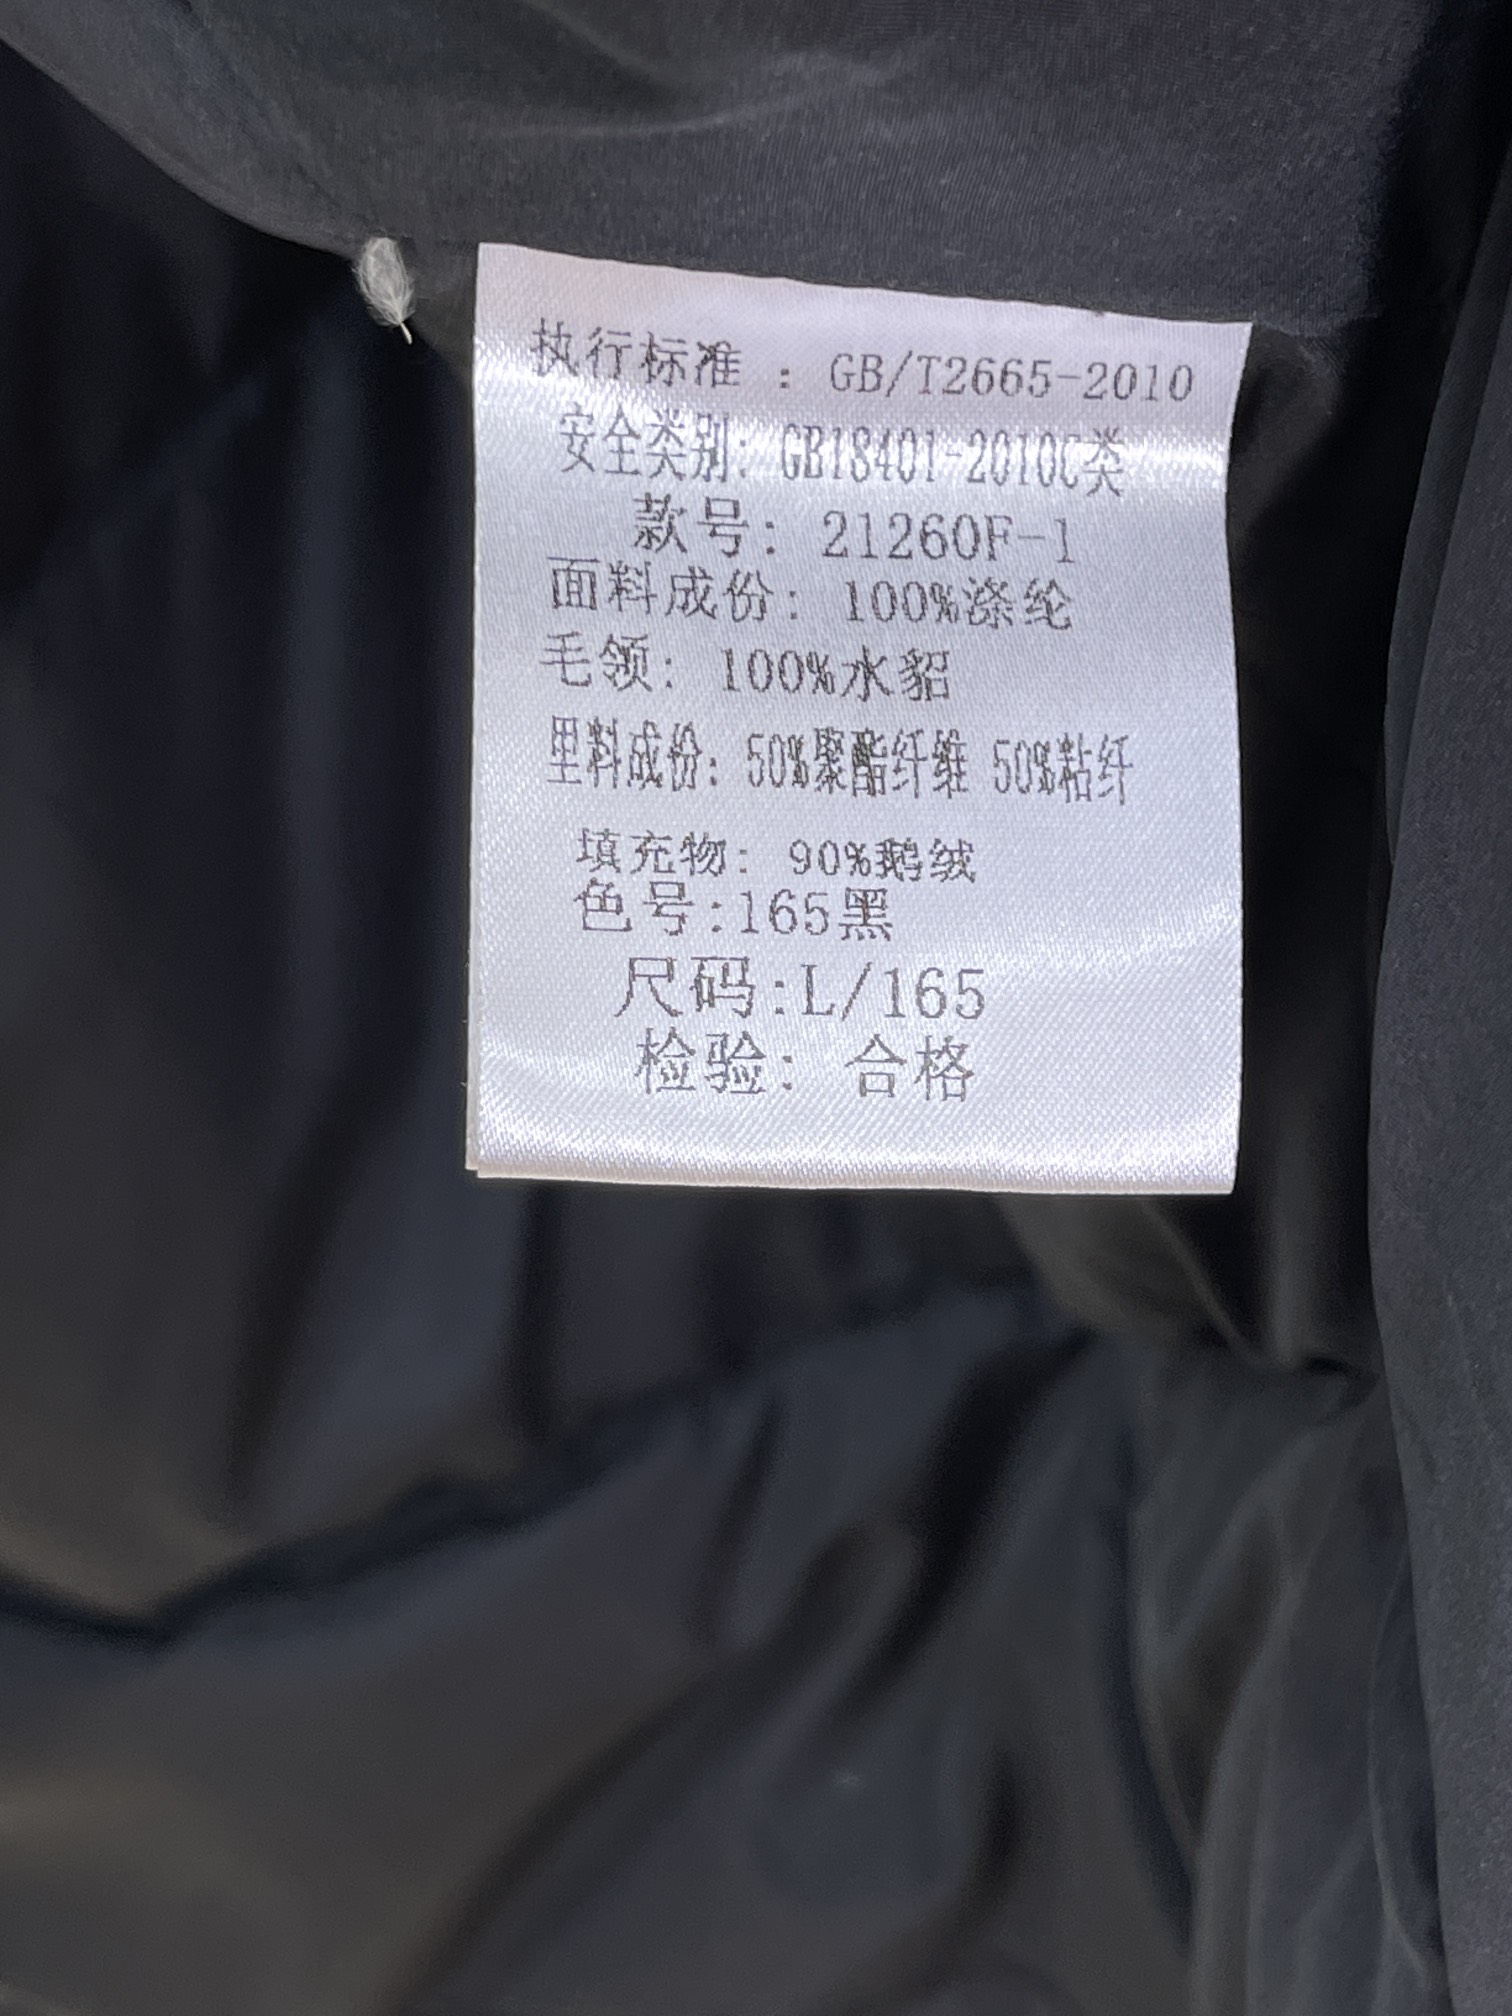 执行标准 : GB/T2665-2010
安全类别: GB18401-2010C类
款号: 21260F-1
面料成份: 100%涤纶
毛领: 100%水貂
里料成份: 50%聚酯纤维 50%粘纤
填充物: 90%鹅绒
色号:165黑
尺码:L/165
检验: 合格